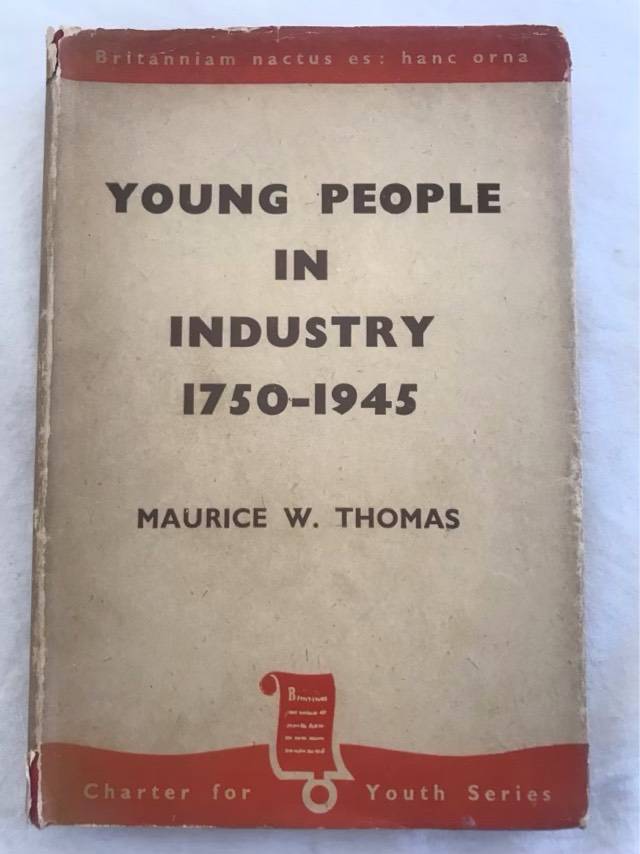 Britanniam nactus es: hanc orna
YOUNG PEOPLE
IN
INDUSTRY
1750-1945
MAURICE W. THOMAS
Charter for Youth Series